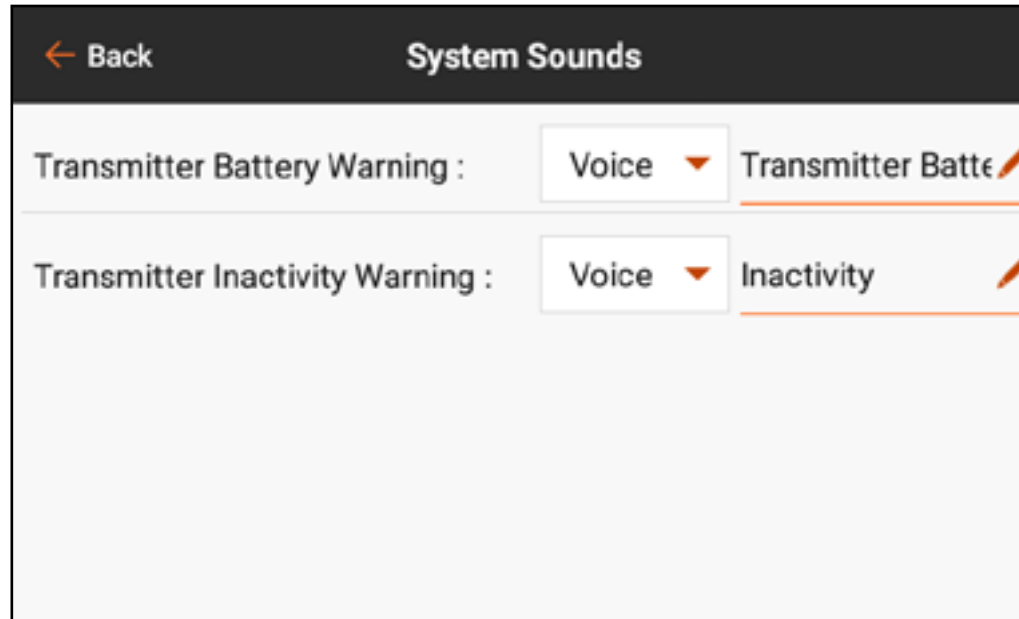 Back
System Sounds
Transmitter Battery Warning : Voice Transmitter Batte
Transmitter Inactivity Warning : Voice Inactivity